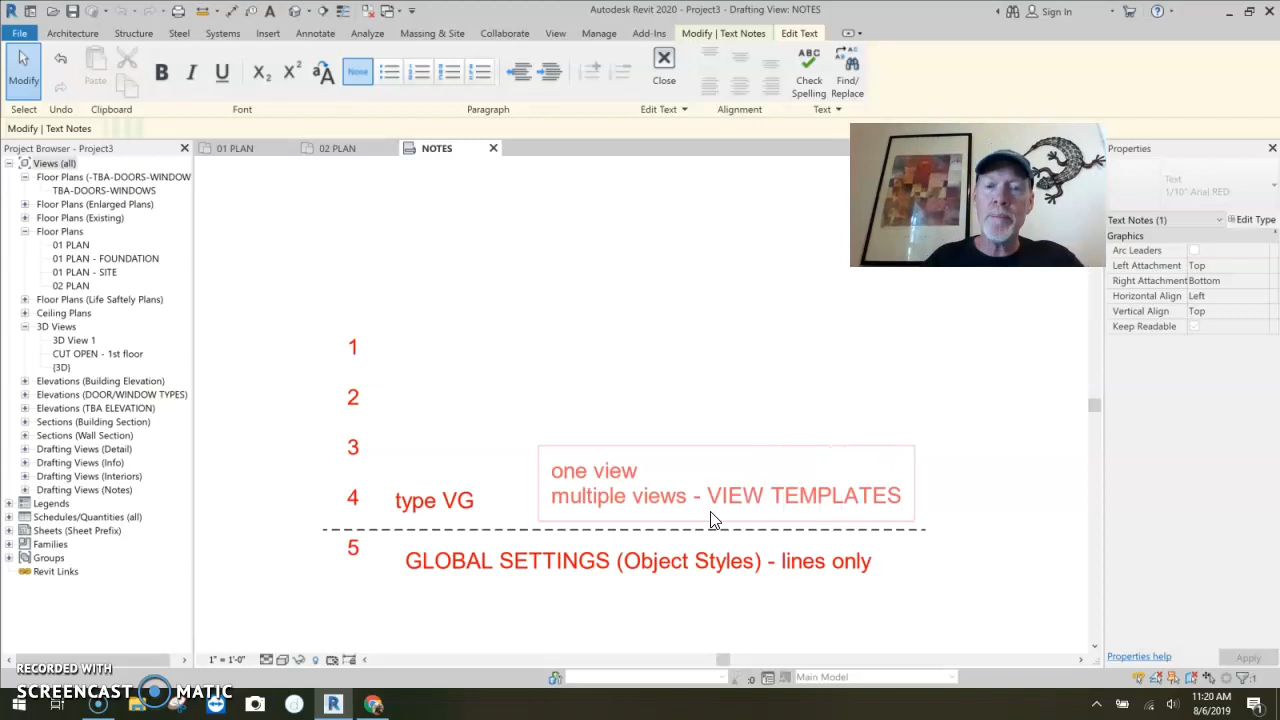 Autodesk Revit 2020 - Project3 - Drafting View: NOTES
Sign In
File Architecture Structure Steel Systems Insert Annotate Analyze Massing & Site Collaborate View Manage Add-Ins Modify | Text Notes Edit Text
Modify
Paste
Close
ABC
Check
Spelling
Find/
Replace
None
Select Undo Clipboard Font Paragraph Edit Text Alignment Text
Modify | Text Notes
Project Browser - Project3
01 PLAN
02 PLAN
NOTES
Views (all)
Floor Plans (-TBA-DOORS-WINDOW
TBA-DOORS-WINDOWS
Floor Plans (Enlarged Plans)
Floor Plans (Existing)
Floor Plans
01 PLAN
01 PLAN - FOUNDATION
01 PLAN - SITE
02 PLAN
Floor Plans (Life Saftely Plans)
Ceiling Plans
3D Views
3D View 1
CUT OPEN - 1st floor
{3D}
Elevations (Building Elevation)
Elevations (DOOR/WINDOW TYPES)
Elevations (TBA ELEVATION)
Sections (Building Section)
Sections (Wall Section)
Drafting Views (Detail)
Drafting Views (Info)
Drafting Views (Interiors)
Drafting Views (Notes)
Legends
Schedules/Quantities (all)
Sheets (Sheet Prefix)
Families
Groups
Revit Links
1
2
3
4 type VG
one view
multiple views - VIEW TEMPLATES
5 GLOBAL SETTINGS (Object Styles) - lines only
Properties
Text
1/10" Arial RED
Text Notes (1)
Edit Type
Graphics
Arc Leaders
Left Attachment Top
Right Attachment Bottom
Horizontal Align Left
Vertical Align Top
Keep Readable
Properties help
Apply
1" = 1'-0"
:0
Main Model
:1
RECORDED WITH
SCREENCAST MATIC
11:20 AM
8/6/2019